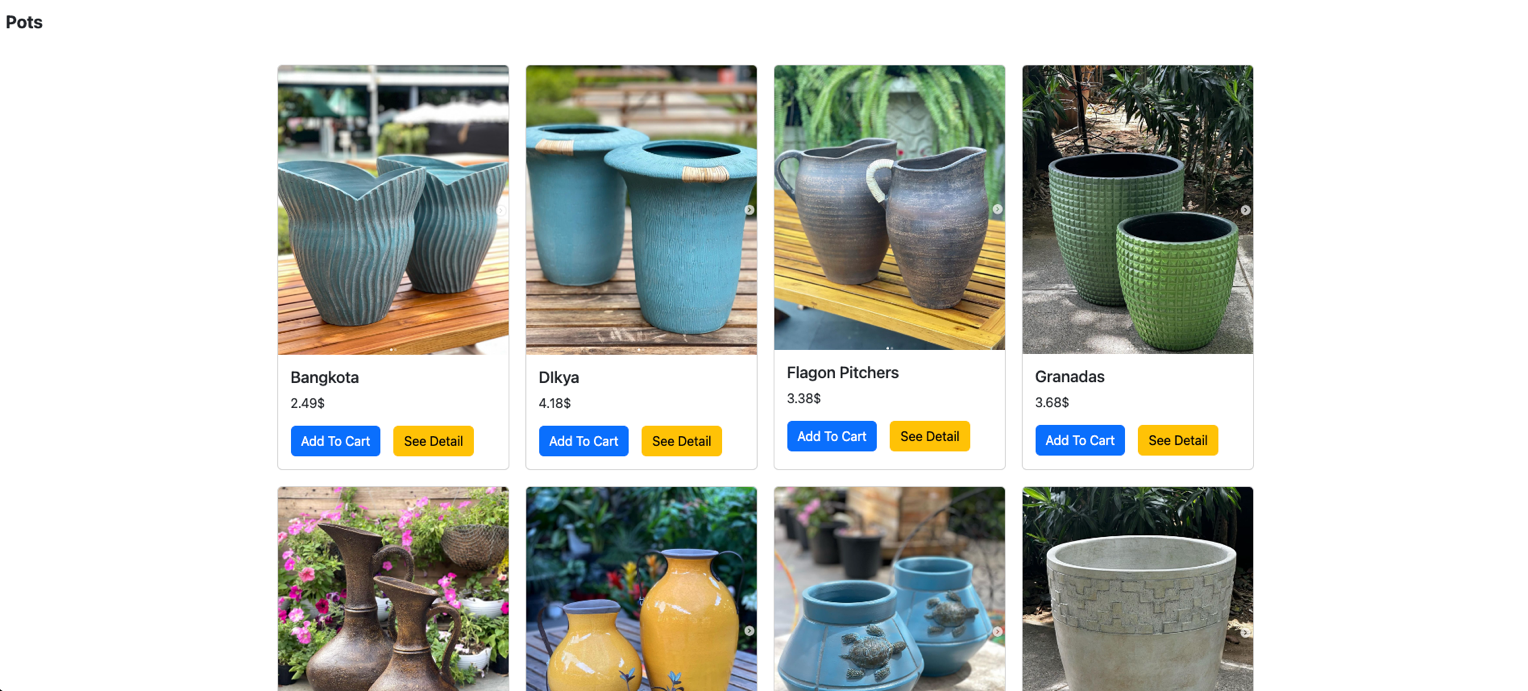 Pots
Bangkota
2.49$
Add To Cart See Detail
Dlkya
4.18$
Add To Cart See Detail
Flagon Pitchers
3.38$
Add To Cart See Detail
Granadas
3.68$
Add To Cart See Detail